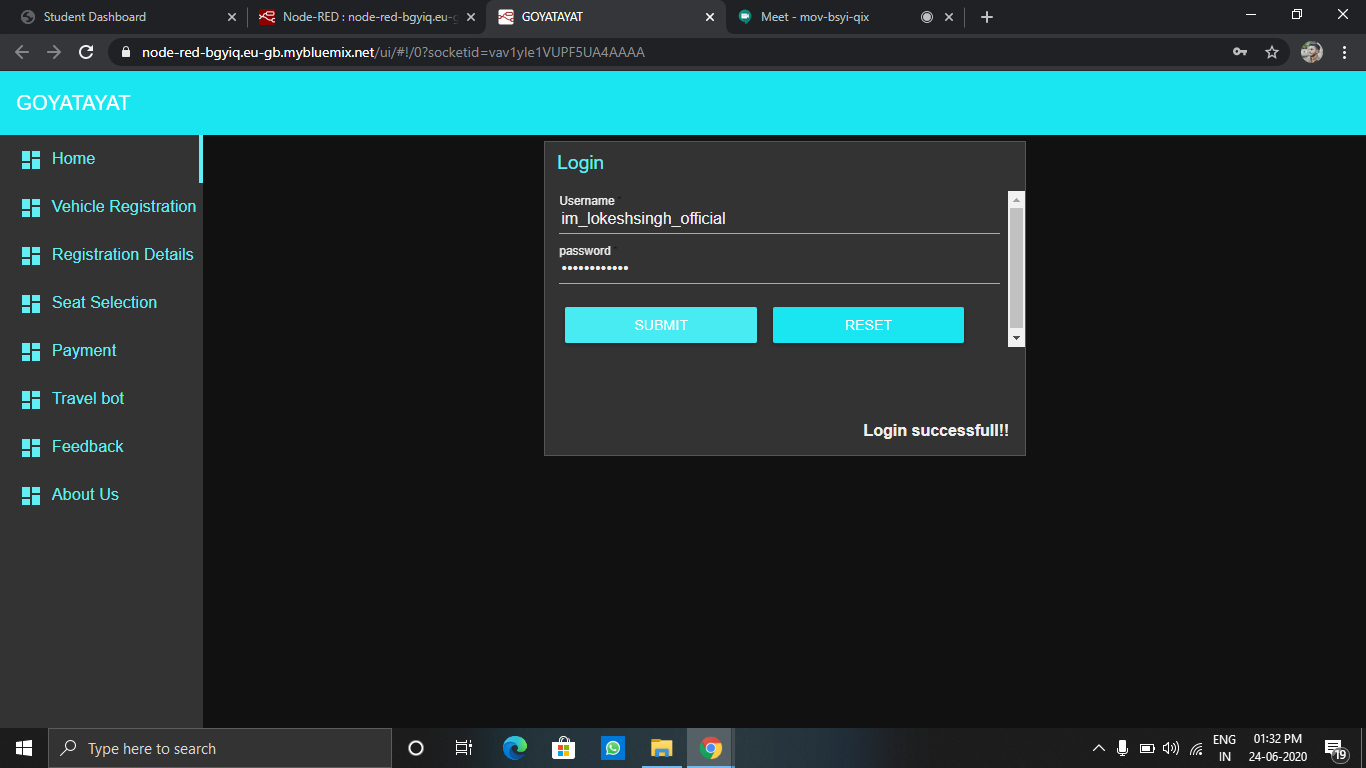 Student Dashboard
Node-RED : node-red-bgyiq.eu-g
GOYATAYAT
Meet - mov-bsyi-qix
node-red-bgyiq.eu-gb.mybluemix.net/ui/#!/0?socketid=vav1yle1VUPF5UA4AAAA
GOYATAYAT
Home
Vehicle Registration
Registration Details
Seat Selection
Payment
Travel bot
Feedback
About Us
Login
Username *
im_lokeshsingh_official
password *
••••••••••••
SUBMIT
RESET
Login successfull!!
Type here to search
ENG
IN
01:32 PM
24-06-2020
19